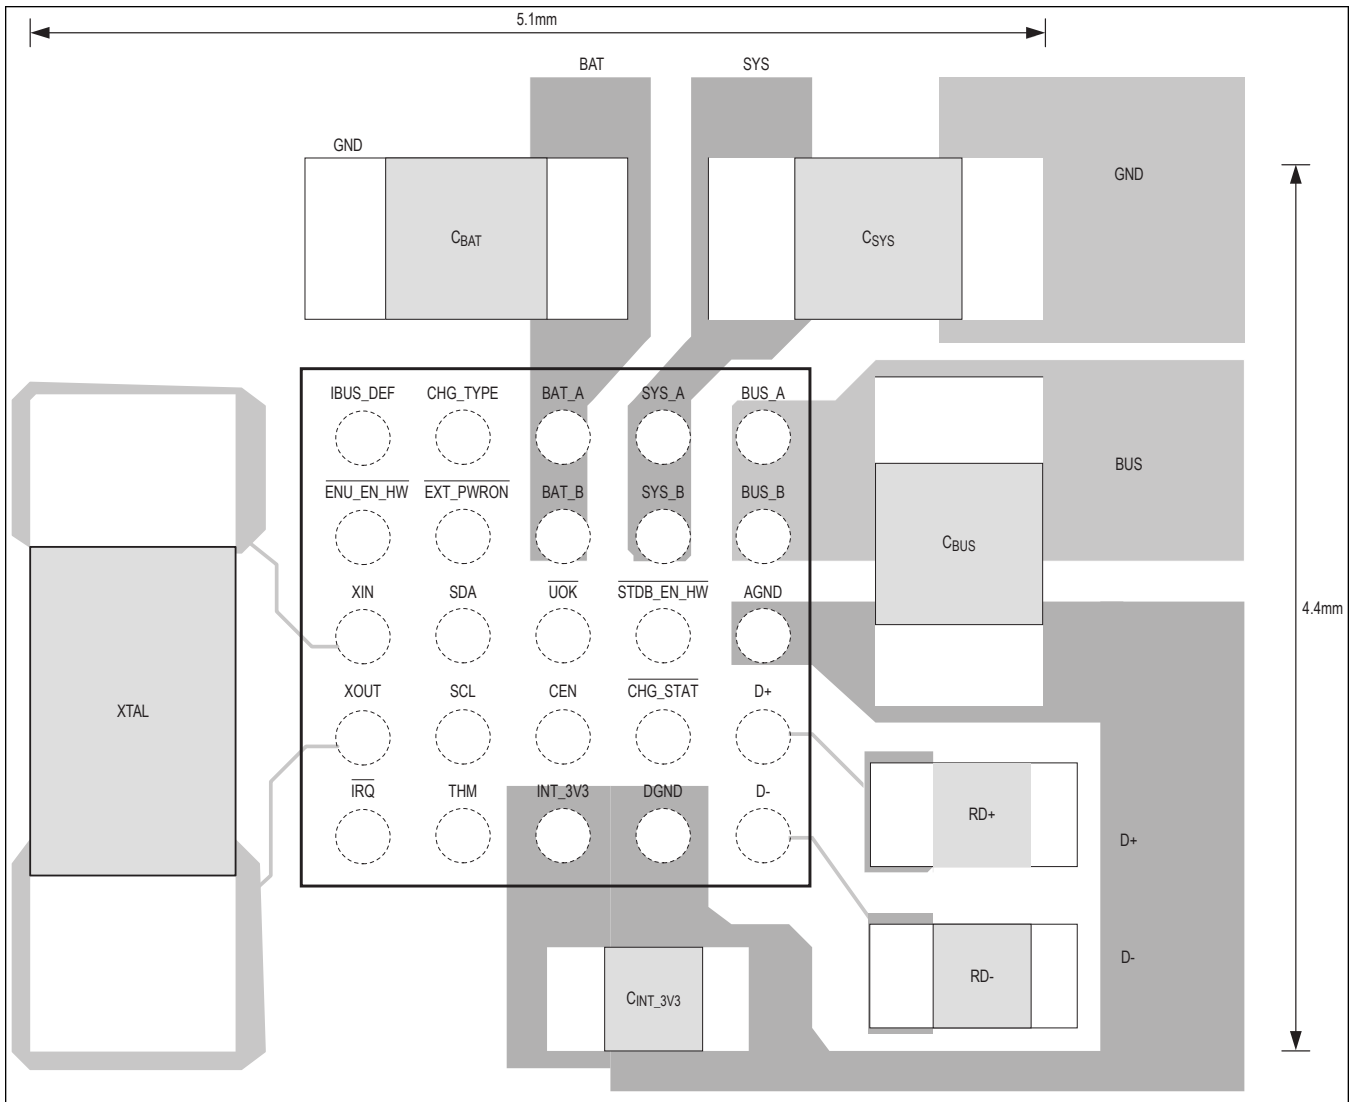 5.1mm
BAT SYS
GND
GND
CBAT
CSYS
IBUS_DEF CHG_TYPE BAT_A SYS_A BUS_A
BUS
ENU_EN_HW EXT_PWRON BAT_B SYS_B BUS_B
CBUS
XIN SDA UOK STDB_EN_HW AGND
4.4mm
XOUT SCL CEN CHG_STAT D+
XTAL
IRQ THM INT_3V3 DGND D-
RD+
D+
D-
RD-
CINT_3V3